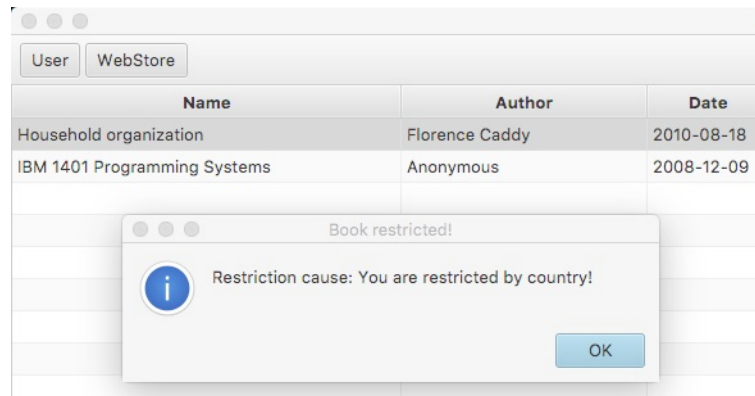 User WebStore
Name Author Date
Household organization Florence Caddy 2010-08-18
IBM 1401 Programming Systems Anonymous 2008-12-09
Book restricted!
Restriction cause: You are restricted by country!
OK